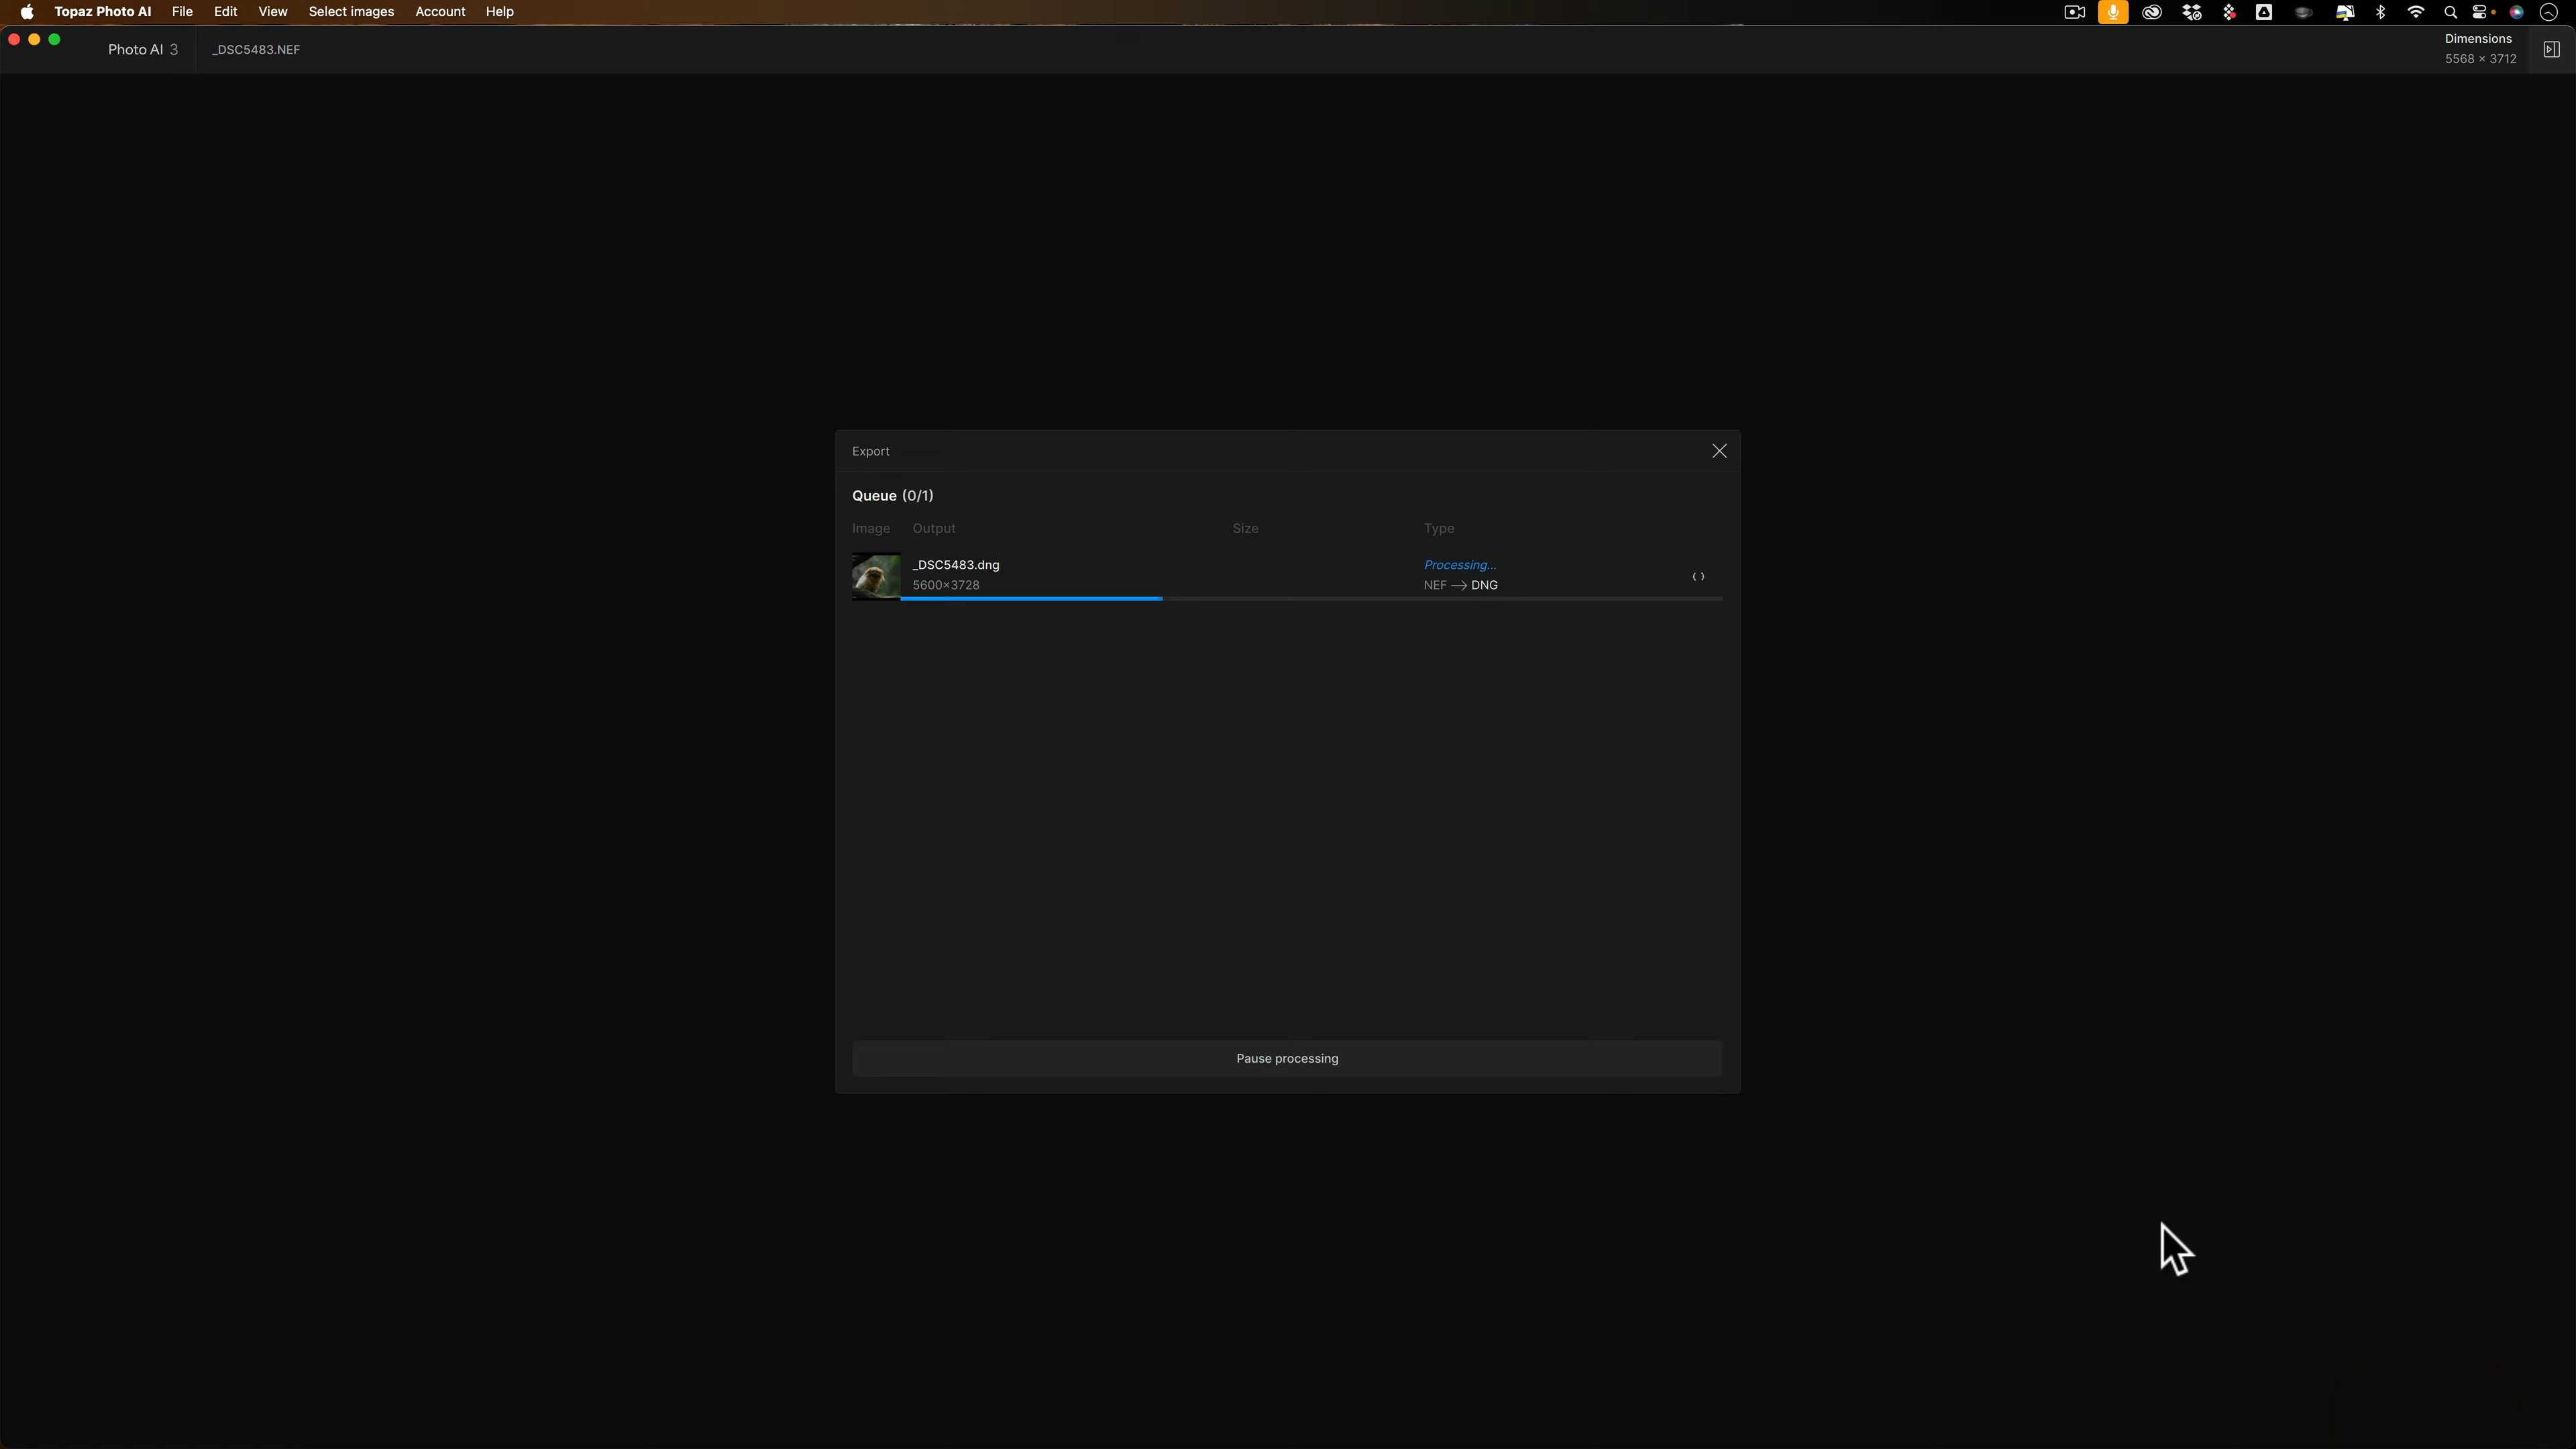 Topaz Photo AI File Edit View Select images Account Help
Photo AI 3 _DSC5483.NEF
Dimensions
5568 × 3712
Export
Queue (0/1)
Image Output Size Type
_DSC5483.dng Processing...
5600×3728 NEF → DNG
Pause processing